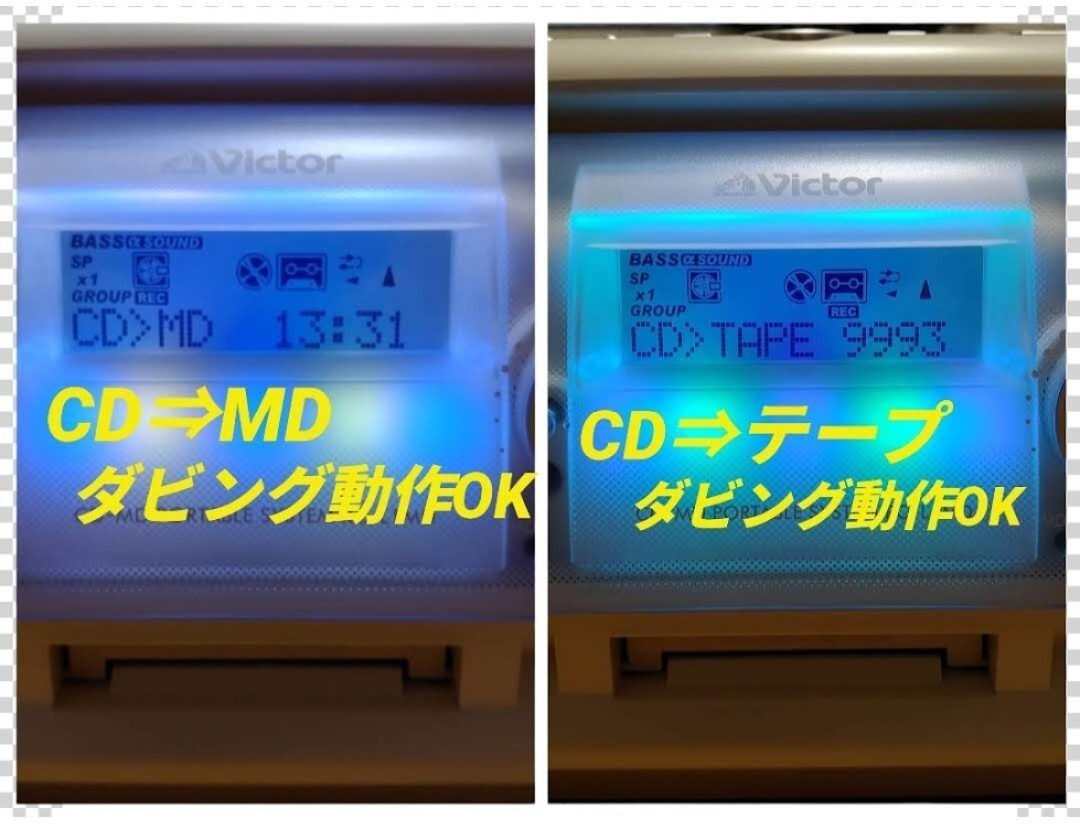 Victor
BASS α SOUND
SP
x1
GROUP REC
CD>MD 13:31
CD⇒MD
ダビング動作OK
Victor
BASS α SOUND
SP
x1
GROUP
REC
CD>TAPE 9993
CD⇒テープ
ダビング動作OK